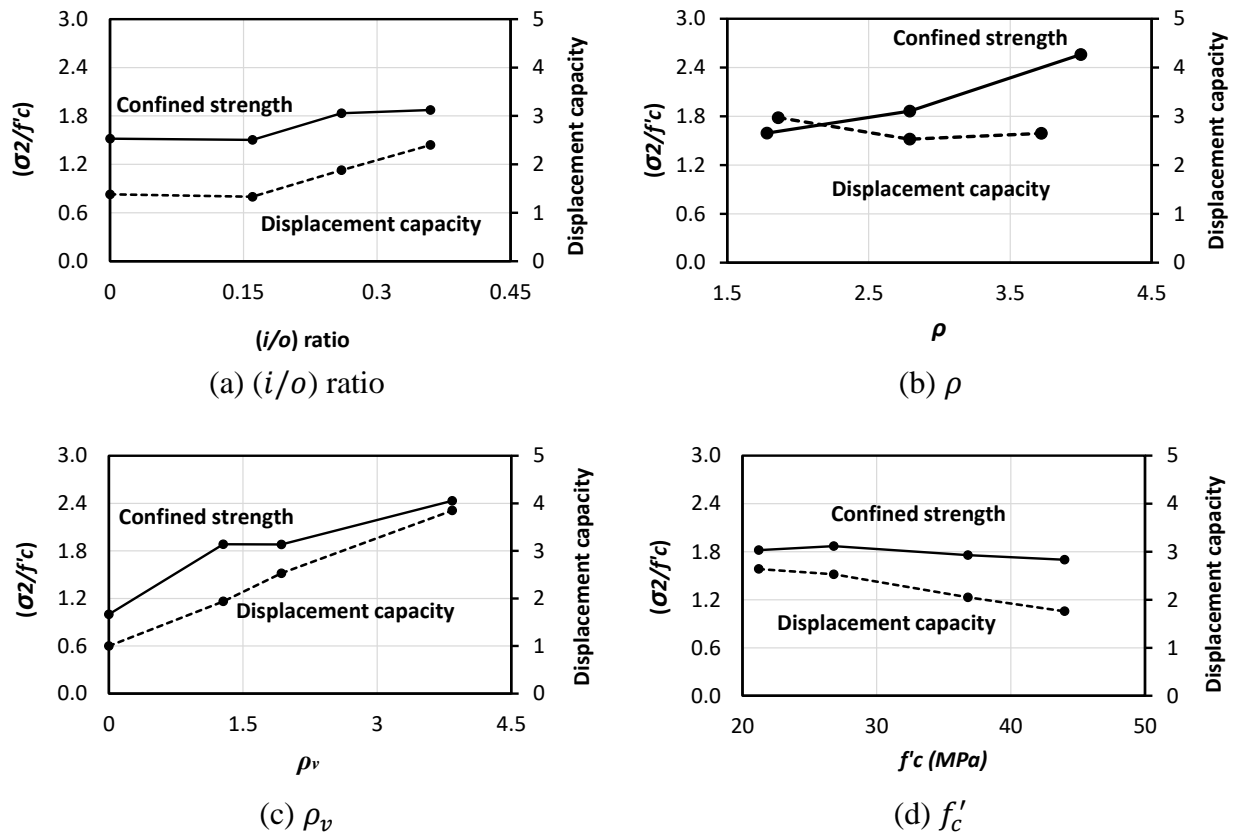 3.0
2.4
1.8
1.2
0.6
0.0
(σ2/f'c)
5
4
3
2
1
0
Displacement capacity
Confined strength
Displacement capacity
0 0.15 0.3 0.45
(i/o) ratio
(a) (i/o) ratio
3.0
2.4
1.8
1.2
0.6
0.0
(σ2/f'c)
5
4
3
2
1
0
Displacement capacity
Confined strength
Displacement capacity
1.5 2.5 3.5 4.5
ρ
(b) ρ
3.0
2.4
1.8
1.2
0.6
0.0
(σ2/f'c)
5
4
3
2
1
0
Displacement capacity
Confined strength
Displacement capacity
0 1.5 3 4.5
ρv
(c) ρv
3.0
2.4
1.8
1.2
0.6
0.0
(σ2/f'c)
5
4
3
2
1
0
Displacement capacity
Confined strength
Displacement capacity
20 30 40 50
f'c (MPa)
(d) f′c